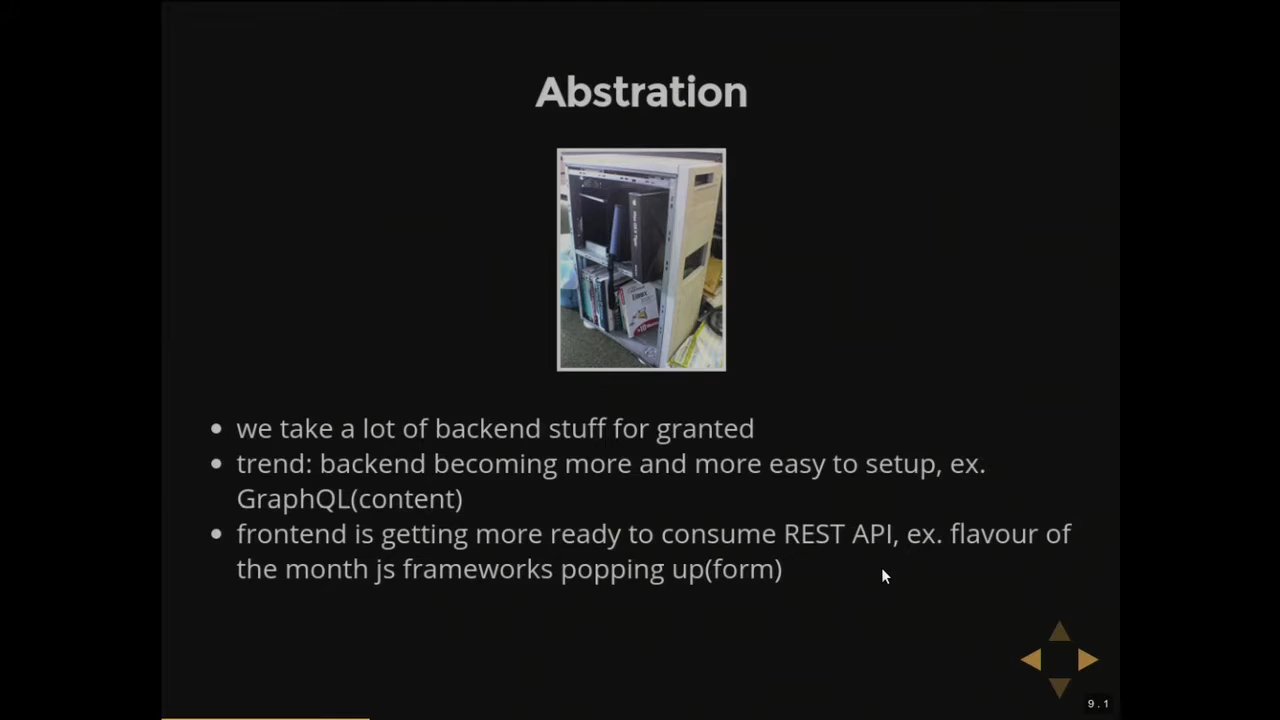 Abstration
we take a lot of backend stuff for granted
trend: backend becoming more and more easy to setup, ex.
GraphQL(content)
frontend is getting more ready to consume REST API, ex. flavour of
the month js frameworks popping up(form)
9.1